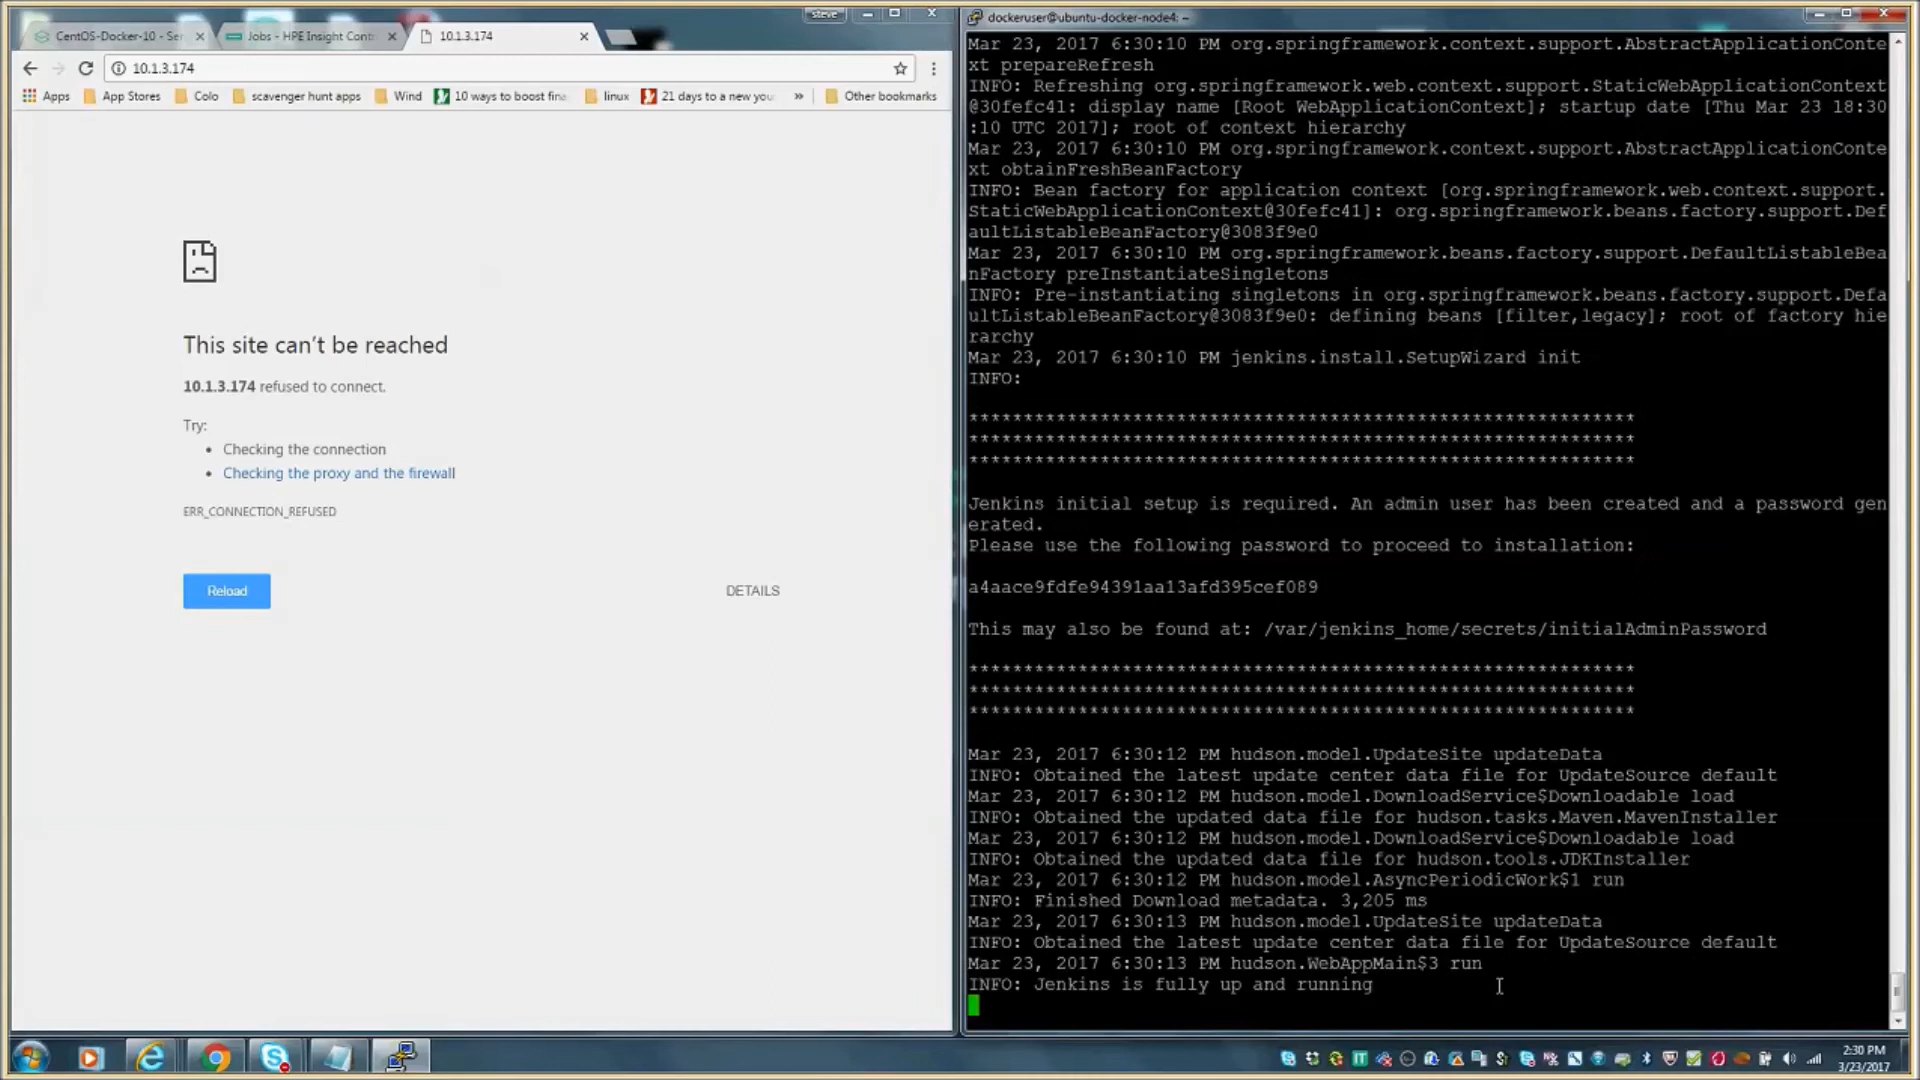 steve
CentOS-Docker-10 - Se
Jobs - HPE Insight Cont
10.1.3.174
10.1.3.174
Apps
App Stores
Colo
scavenger hunt apps
Wind
10 ways to boost fina
linux
21 days to a new you
»
Other bookmarks
This site can't be reached
10.1.3.174 refused to connect.
Try:
• Checking the connection
• Checking the proxy and the firewall
ERR_CONNECTION_REFUSED
Reload
DETAILS
dockeruser@ubuntu-docker-node4: ~
Mar 23, 2017 6:30:10 PM org.springframework.context.support.AbstractApplicationConte
xt prepareRefresh
INFO: Refreshing org.springframework.web.context.support.StaticWebApplicationContext
@30fefc41: display name [Root WebApplicationContext]; startup date [Thu Mar 23 18:30
:10 UTC 2017]; root of context hierarchy
Mar 23, 2017 6:30:10 PM org.springframework.context.support.AbstractApplicationConte
xt obtainFreshBeanFactory
INFO: Bean factory for application context [org.springframework.web.context.support.
StaticWebApplicationContext@30fefc41]: org.springframework.beans.factory.support.Def
aultListableBeanFactory@3083f9e0
Mar 23, 2017 6:30:10 PM org.springframework.beans.factory.support.DefaultListableBea
nFactory preInstantiateSingletons
INFO: Pre-instantiating singletons in org.springframework.beans.factory.support.Defa
ultListableBeanFactory@3083f9e0: defining beans [filter,legacy]; root of factory hie
rarchy
Mar 23, 2017 6:30:10 PM jenkins.install.SetupWizard init
INFO:
*************************************************************
*************************************************************
*************************************************************
Jenkins initial setup is required. An admin user has been created and a password gen
erated.
Please use the following password to proceed to installation:
a4aace9fdfe94391aa13afd395cef089
This may also be found at: /var/jenkins_home/secrets/initialAdminPassword
*************************************************************
*************************************************************
*************************************************************
Mar 23, 2017 6:30:12 PM hudson.model.UpdateSite updateData
INFO: Obtained the latest update center data file for UpdateSource default
Mar 23, 2017 6:30:12 PM hudson.model.DownloadService$Downloadable load
INFO: Obtained the updated data file for hudson.tasks.Maven.MavenInstaller
Mar 23, 2017 6:30:12 PM hudson.model.DownloadService$Downloadable load
INFO: Obtained the updated data file for hudson.tools.JDKInstaller
Mar 23, 2017 6:30:12 PM hudson.model.AsyncPeriodicWork$1 run
INFO: Finished Download metadata. 3,205 ms
Mar 23, 2017 6:30:13 PM hudson.model.UpdateSite updateData
INFO: Obtained the latest update center data file for UpdateSource default
Mar 23, 2017 6:30:13 PM hudson.WebAppMain$3 run
INFO: Jenkins is fully up and running
2:30 PM
3/23/2017